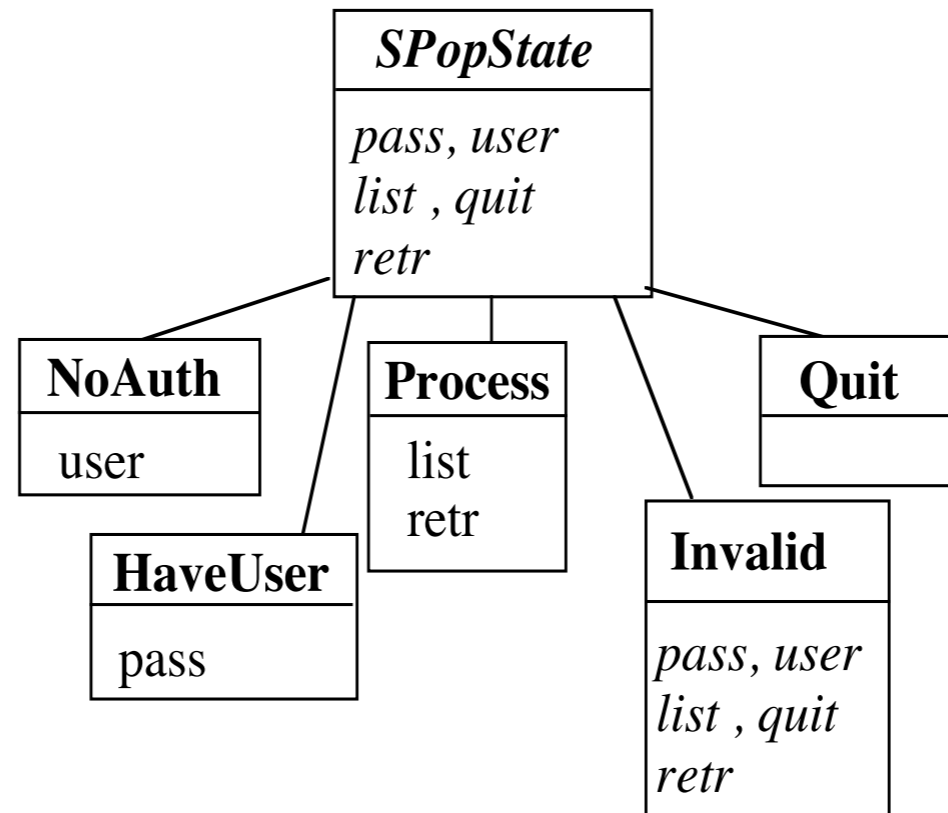 SPopState
pass, user
list , quit
retr
NoAuth
user
HaveUser
pass
Process
list
retr
Invalid
pass, user
list , quit
retr
Quit